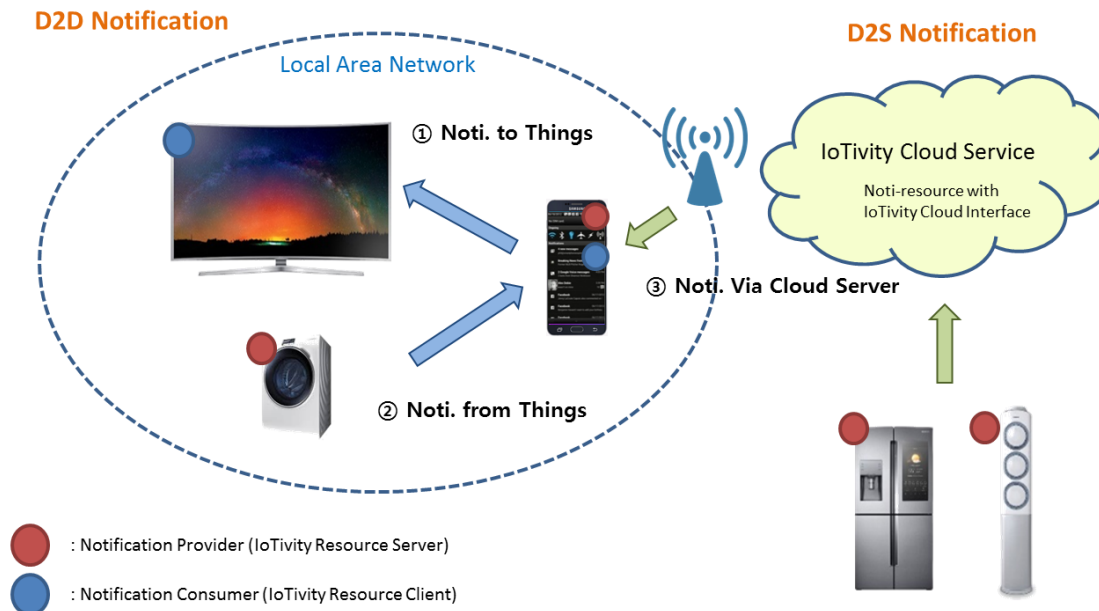 D2D Notification
D2S Notification
Local Area Network
① Noti. to Things
IoTivity Cloud Service
Noti-resource with
IoTivity Cloud Interface
③ Noti. Via Cloud Server
② Noti. from Things
: Notification Provider (IoTivity Resource Server)
: Notification Consumer (IoTivity Resource Client)